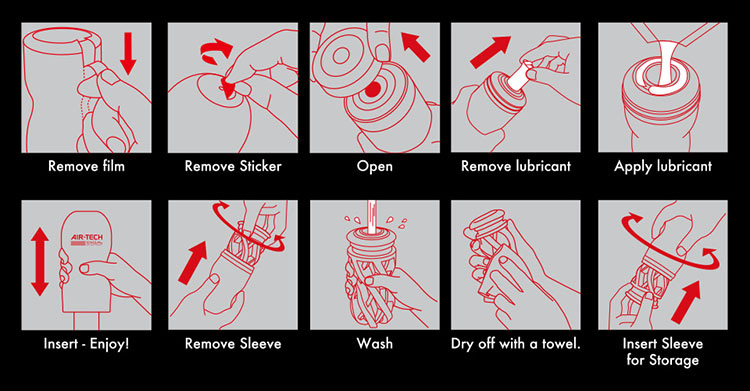 Remove film
Remove Sticker
Open
Remove lubricant
Apply lubricant
AIR-TECH
Insert - Enjoy!
Remove Sleeve
Wash
Dry off with a towel.
Insert Sleeve
for Storage